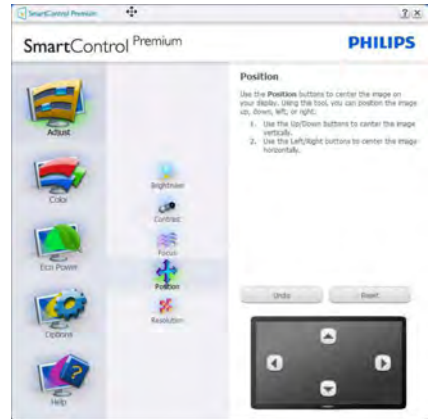 SmartControl Premium
SmartControl Premium
PHILIPS
Adjust
Color
Eco Power
Options
Help
Brightness
Contrast
Focus
Position
Resolution
Position
Use the Position buttons to center the image on
your display. Using the tool, you can position the image
up, down, left, or right.
1. Use the Up/Down buttons to center the image
vertically.
2. Use the Left/Right buttons to center the image
horizontally.
Undo
Reset